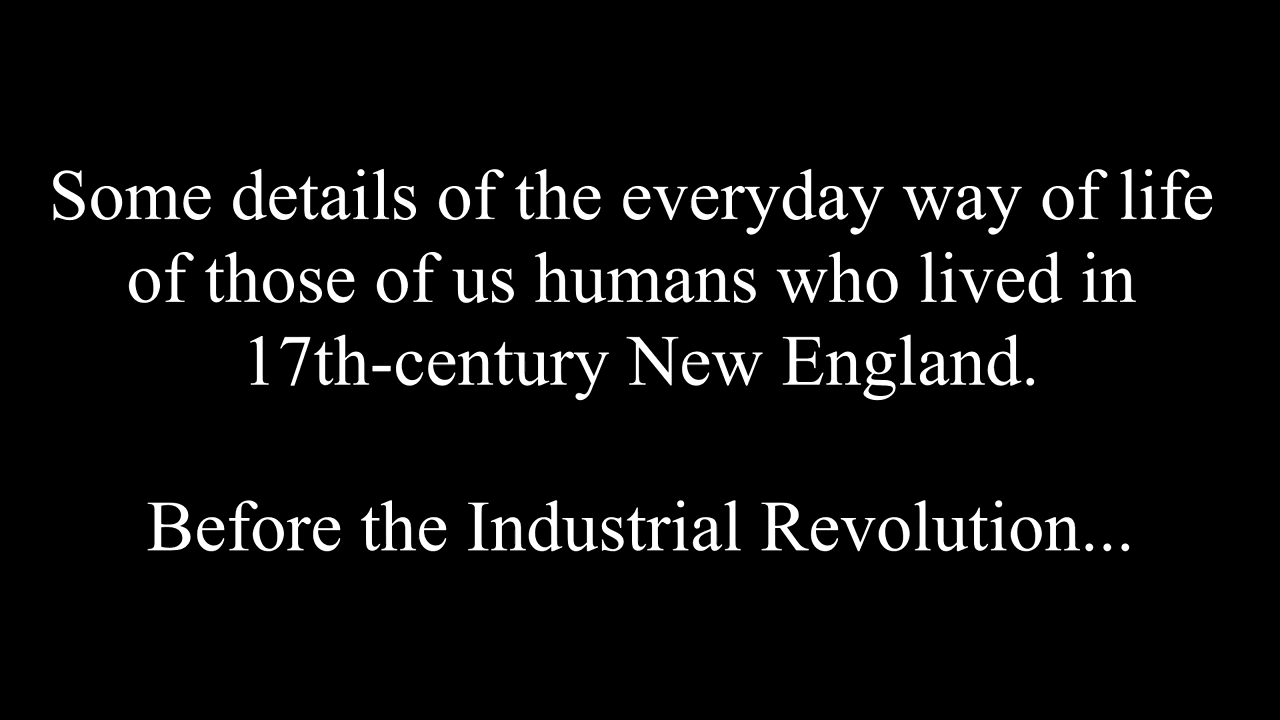 Some details of the everyday way of life
of those of us humans who lived in
17th-century New England.
Before the Industrial Revolution...